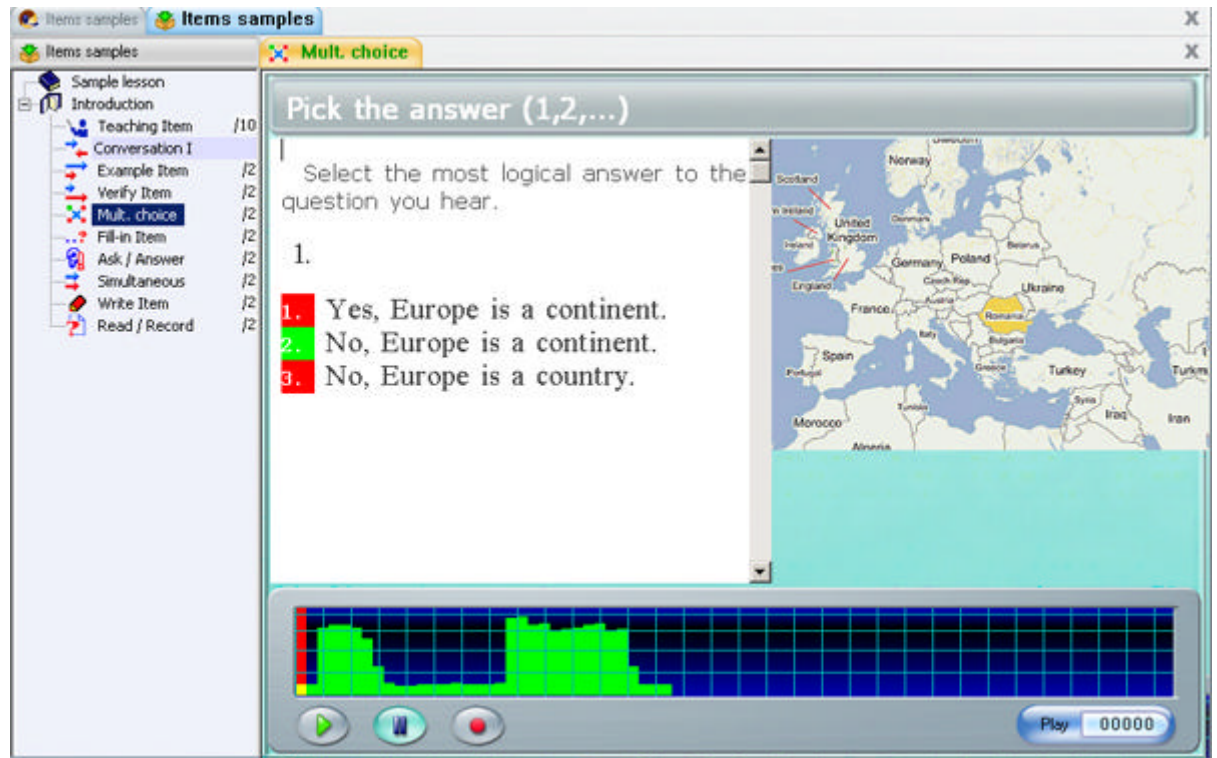 Items samples
Items samples
X
Items samples
Mult. choice
X
Sample lesson
Introduction
Teaching Item /10
Conversation I
Example Item /2
Verify Item /2
Mult. choice /2
Fill-in Item /2
Ask / Answer /2
Simultaneous /2
Write Item /2
Read / Record /2
Pick the answer (1,2,...)
Select the most logical answer to the
question you hear.
1.
1. Yes, Europe is a continent.
2. No, Europe is a continent.
3. No, Europe is a country.
Norway
Scotland
Ireland
United
Kingdom
Denmark
Ireland
England
Germany
Poland
Belarus
Czech Rep.
Ukraine
France
Austria
Romania
Italy
Bulgaria
Spain
Portugal
Greece
Turkey
Turkm
Syria
Tunisia
Iraq
Iran
Morocco
Algeria
Play 00000